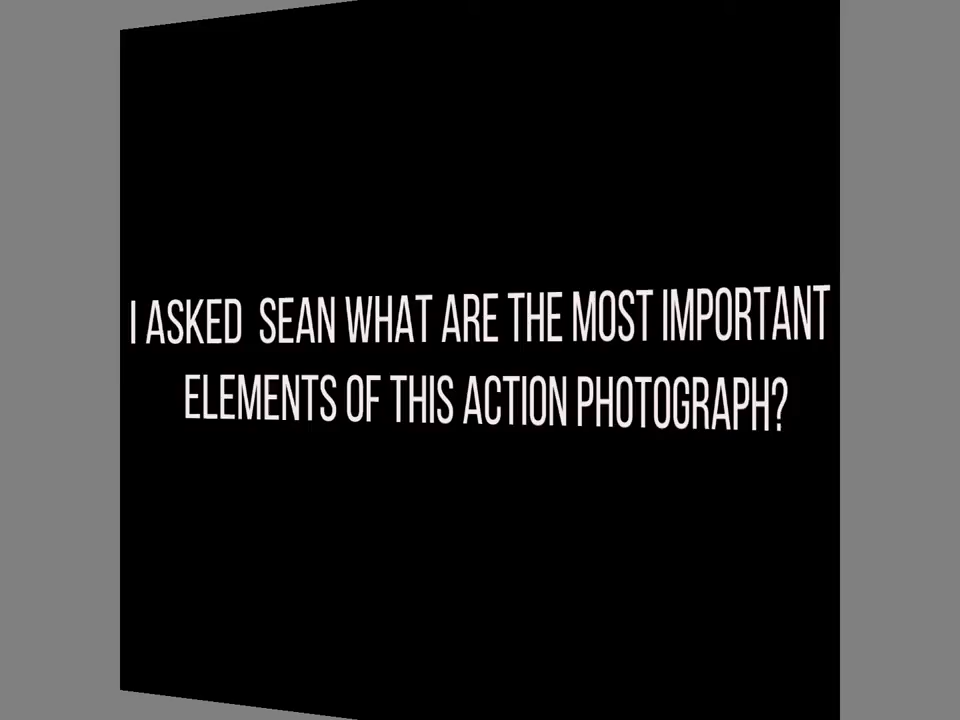 I ASKED SEAN WHAT ARE THE MOST IMPORTANT
ELEMENTS OF THIS ACTION PHOTOGRAPH?